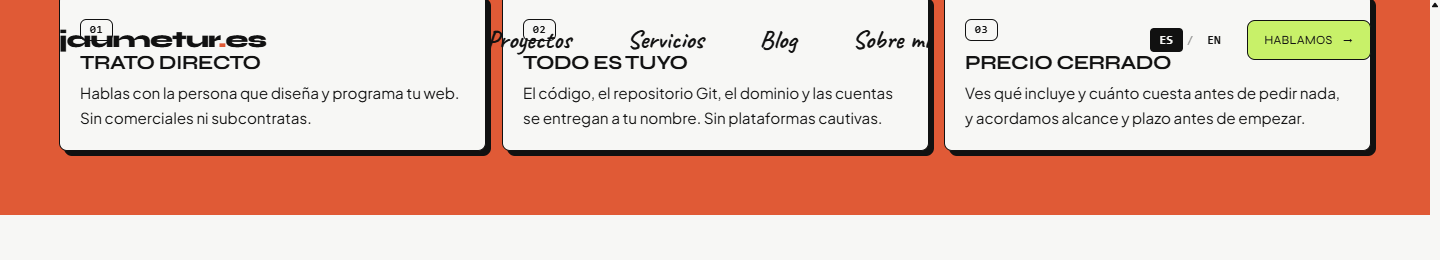 jaumetur.es
Proyectos
Servicios
Blog
Sobre mí
ES / EN
HABLAMOS →
01
TRATO DIRECTO
Hablas con la persona que diseña y programa tu web.
Sin comerciales ni subcontratas.
02
TODO ES TUYO
El código, el repositorio Git, el dominio y las cuentas
se entregan a tu nombre. Sin plataformas cautivas.
03
PRECIO CERRADO
Ves qué incluye y cuánto cuesta antes de pedir nada,
y acordamos alcance y plazo antes de empezar.